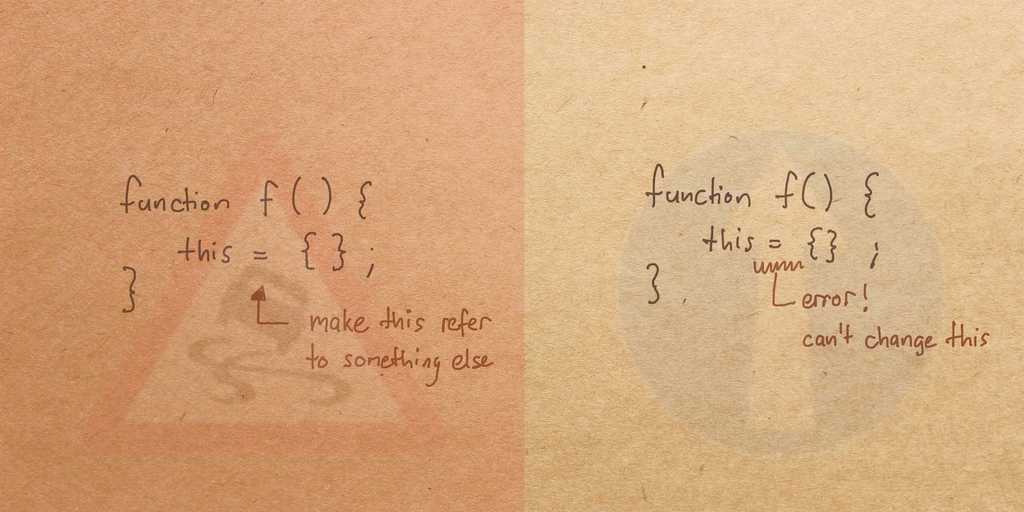 function f() {
this = {};
}
make this refer
to something else
function f() {
this = {} ;
}
error!
can't change this